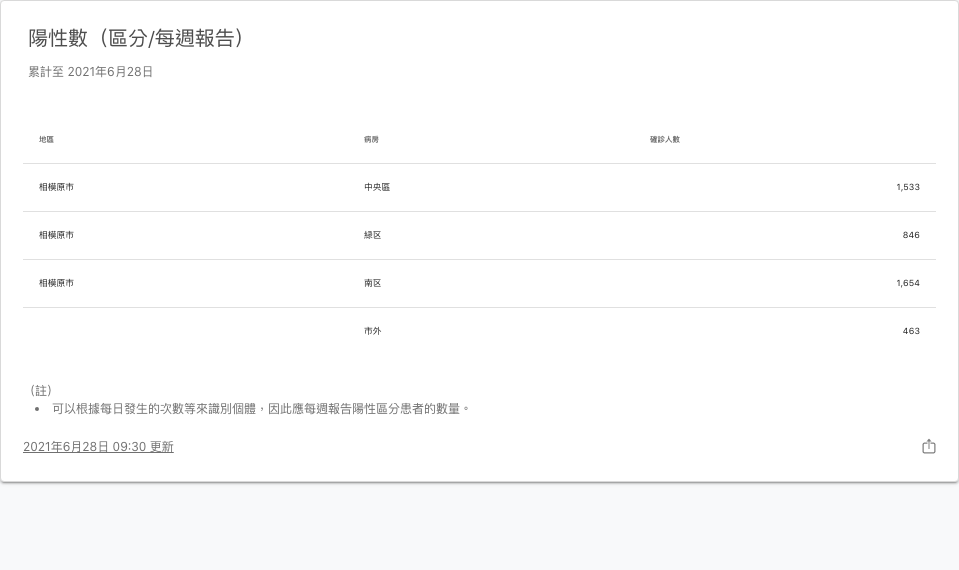 陽性數（區分/每週報告）
累計至 2021年6月28日
地區 病房 確診人數
相模原市 中央區 1,533
相模原市 緑区 846
相模原市 南区 1,654
市外 463
（註）
• 可以根據每日發生的次數等來識別個體，因此應每週報告陽性區分患者的數量。
2021年6月28日 09:30 更新